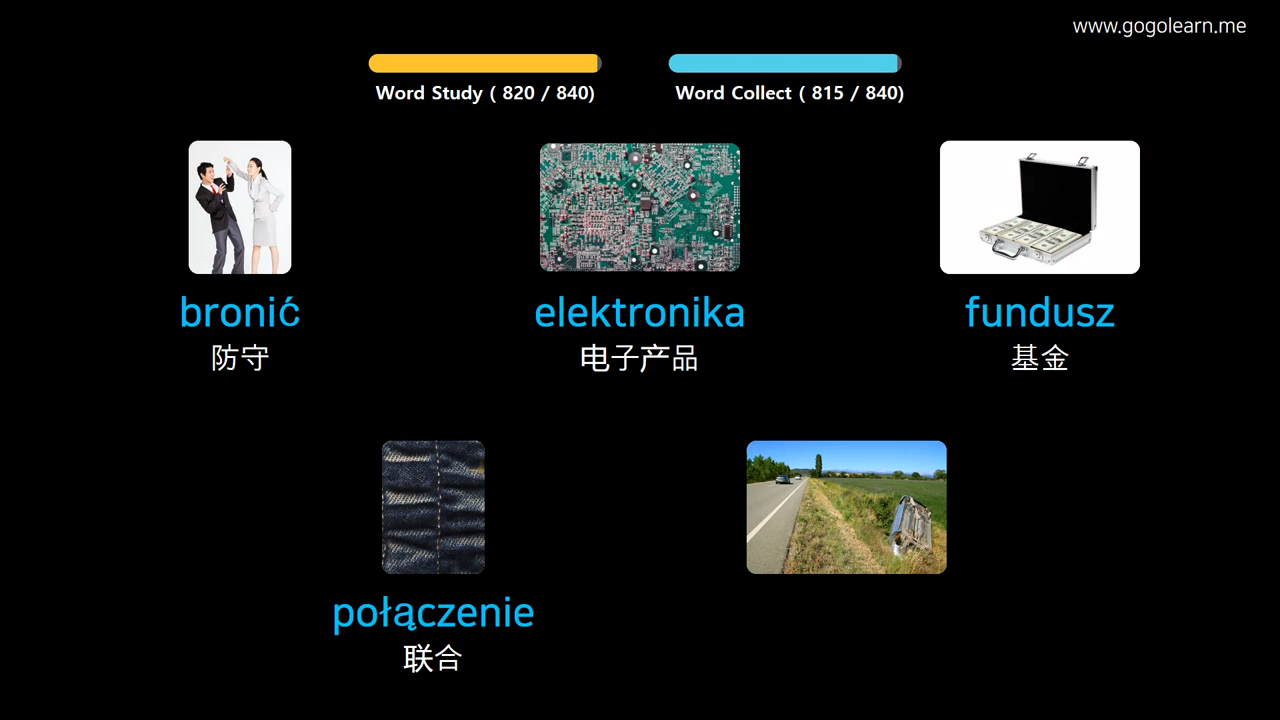 www.gogolearn.me
Word Study ( 820 / 840)
Word Collect ( 815 / 840)
bronić
防守
elektronika
电子产品
fundusz
基金
połączenie
联合